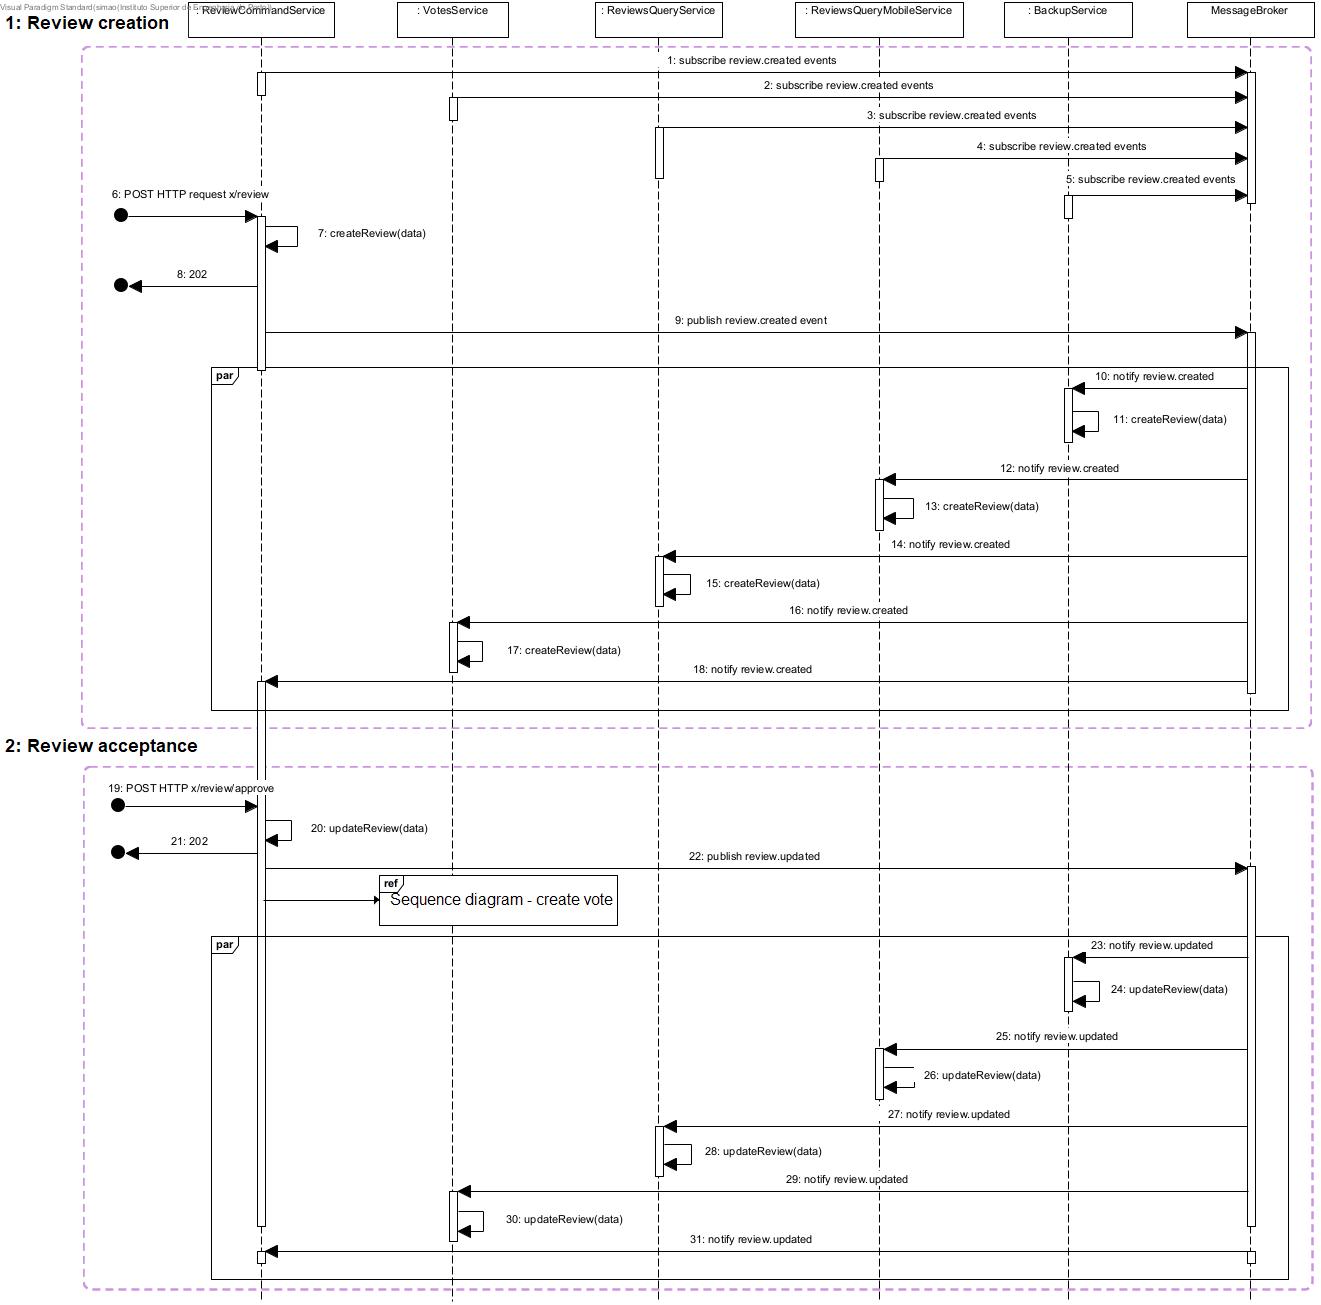 Visual Paradigm Standard(simao(Instituto Superior de Engenharia do Porto))
: ReviewCommandService
: VotesService
: ReviewsQueryService
: ReviewsQueryMobileService
: BackupService
MessageBroker
1: Review creation
1: subscribe review.created events
2: subscribe review.created events
3: subscribe review.created events
4: subscribe review.created events
5: subscribe review.created events
6: POST HTTP request x/review
7: createReview(data)
8: 202
9: publish review.created event
par
10: notify review.created
11: createReview(data)
12: notify review.created
13: createReview(data)
14: notify review.created
15: createReview(data)
16: notify review.created
17: createReview(data)
18: notify review.created
2: Review acceptance
19: POST HTTP x/review/approve
20: updateReview(data)
21: 202
22: publish review.updated
ref
Sequence diagram - create vote
par
23: notify review.updated
24: updateReview(data)
25: notify review.updated
26: updateReview(data)
27: notify review.updated
28: updateReview(data)
29: notify review.updated
30: updateReview(data)
31: notify review.updated